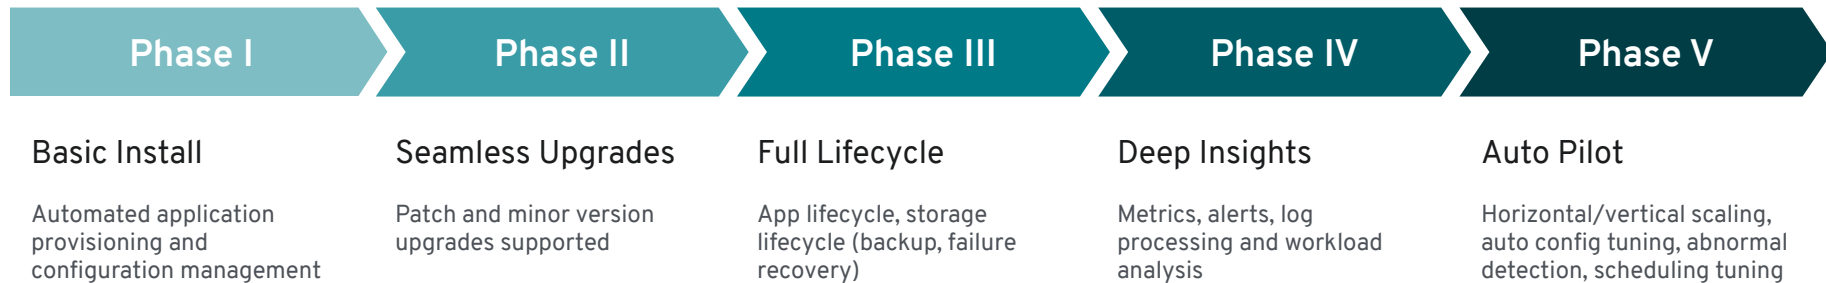 Phase I
Phase II
Phase III
Phase IV
Phase V
Basic Install
Automated application
provisioning and
configuration management
Seamless Upgrades
Patch and minor version
upgrades supported
Full Lifecycle
App lifecycle, storage
lifecycle (backup, failure
recovery)
Deep Insights
Metrics, alerts, log
processing and workload
analysis
Auto Pilot
Horizontal/vertical scaling,
auto config tuning, abnormal
detection, scheduling tuning